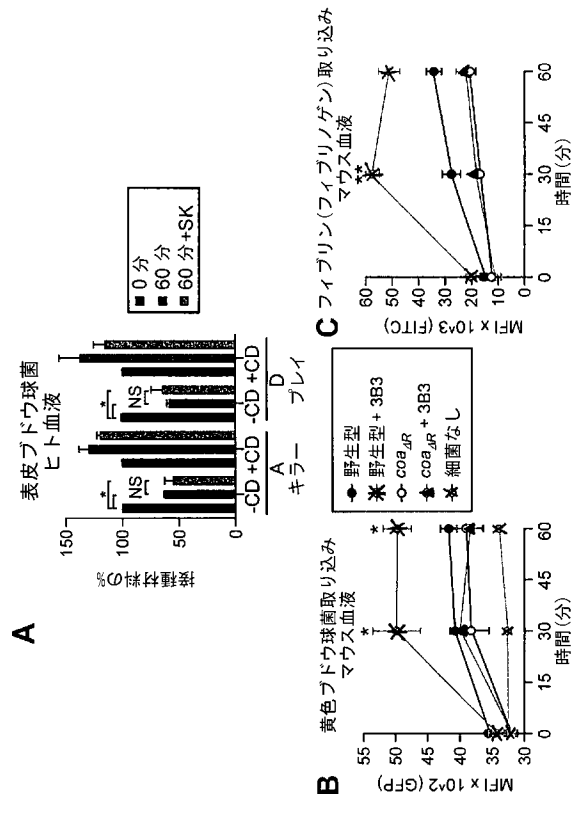 A
表皮ブドウ球菌
ヒト血液
接種材料の%
150
100
50
0
* NS * NS
-CD +CD -CD +CD
A D
キラー プレイ
0 分
60 分
60 分+SK
B
黄色ブドウ球菌取り込み
マウス血液
MFI x 10^2 (GFP)
55
50
45
40
35
30
* *
0 15 30 45 60
時間(分)
野生型
野生型 + 3B3
coaΔR
coaΔR + 3B3
細菌なし
C
フィブリン(フィブリノゲン)取り込み
マウス血液
MFI x 10^3 (FITC)
60
50
40
30
20
10
0
**
0 15 30 45 60
時間(分)